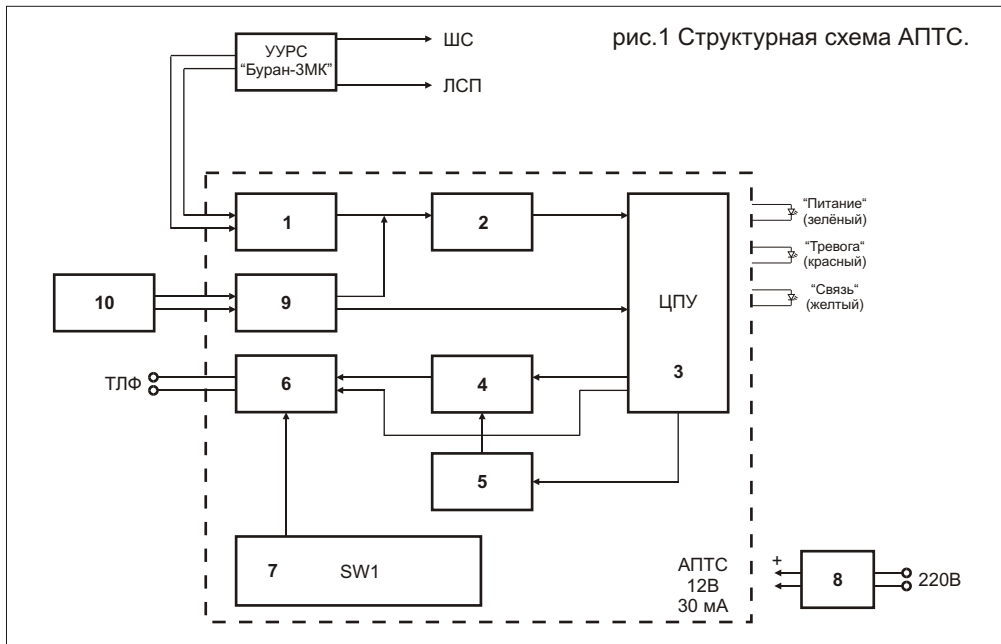 рис.1 Структурная схема АПТС.
УУРС
“Буран-3МК”
ШС
ЛСП
1
2
ЦПУ
3
“Питание“
(зелёный)
“Тревога“
(красный)
“Связь“
(желтый)
10
9
ТЛФ
6
4
5
7
SW1
АПТС
12В
30 мА
+
8
220В